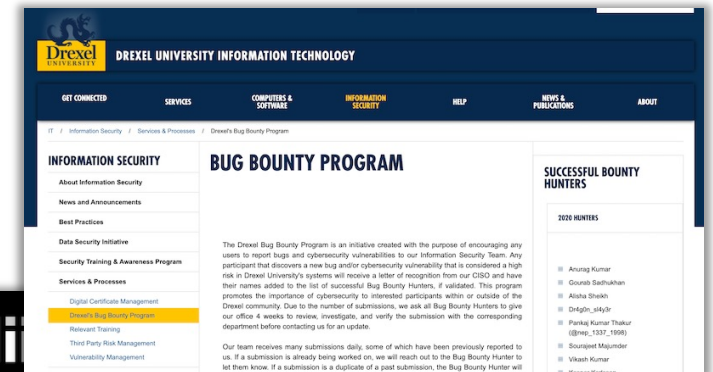 Drexel
UNIVERSITY
DREXEL UNIVERSITY INFORMATION TECHNOLOGY
GET CONNECTED
SERVICES
COMPUTERS &
SOFTWARE
INFORMATION
SECURITY
HELP
NEWS &
PUBLICATIONS
ABOUT
IT / Information Security / Services & Processes / Drexel's Bug Bounty Program
INFORMATION SECURITY
About Information Security
News and Announcements
Best Practices
Data Security Initiative
Security Training & Awareness Program
Services & Processes
Digital Certificate Management
Drexel's Bug Bounty Program
Relevant Training
Third Party Risk Management
Vulnerability Management
BUG BOUNTY PROGRAM
The Drexel Bug Bounty Program is an initiative created with the purpose of encouraging any
users to report bugs and cybersecurity vulnerabilities to our Information Security Team. Any
participant that discovers a new bug and/or cybersecurity vulnerability that is considered a high
risk in Drexel University's systems will receive a letter of recognition from our CISO and have
their names added to the list of successful Bug Bounty Hunters, if validated. This program
promotes the importance of cybersecurity to interested participants within or outside of the
Drexel community. Due to the number of submissions, we ask all Bug Bounty Hunters to give
our office 4 weeks to review, investigate, and verify the submission with the corresponding
department before contacting us for an update.
Our team receives many submissions daily, some of which have been previously reported to
us. If a submission is already being worked on, we will reach out to the Bug Bounty Hunter to
let them know. If a submission is a duplicate of a past submission, the Bug Bounty Hunter will
SUCCESSFUL BOUNTY
HUNTERS
2020 HUNTERS
Anurag Kumar
Gourab Sadhukhan
Alisha Sheikh
Dr4g0n_sl4y3r
Pankaj Kumar Thakur
(@nep_1337_1998)
Sourajeet Majumder
Vikash Kumar